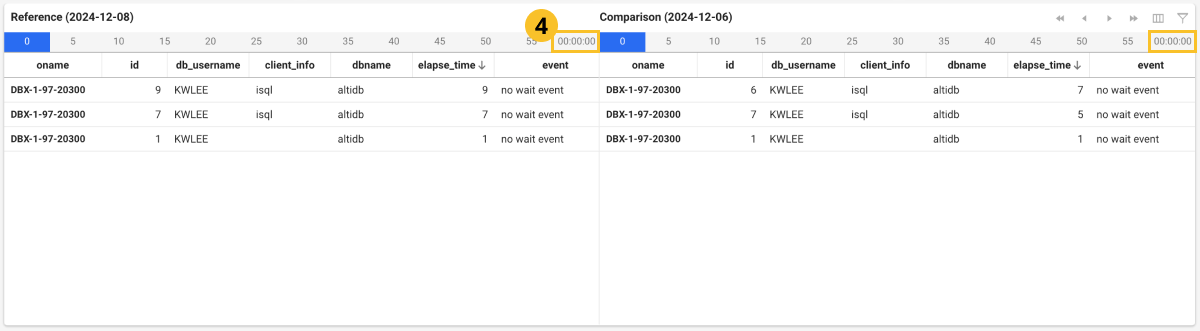 Reference (2024-12-08)
4
Comparison (2024-12-06)
0 5 10 15 20 25 30 35 40 45 50 55 00:00:00
0 5 10 15 20 25 30 35 40 45 50 55 00:00:00
oname id db_username client_info dbname elapse_time ↓ event
oname id db_username client_info dbname elapse_time ↓ event
DBX-1-97-20300 9 KWLEE isql altidb 9 no wait event
DBX-1-97-20300 6 KWLEE isql altidb 7 no wait event
DBX-1-97-20300 7 KWLEE isql altidb 7 no wait event
DBX-1-97-20300 7 KWLEE isql altidb 5 no wait event
DBX-1-97-20300 1 KWLEE altidb 1 no wait event
DBX-1-97-20300 1 KWLEE altidb 1 no wait event